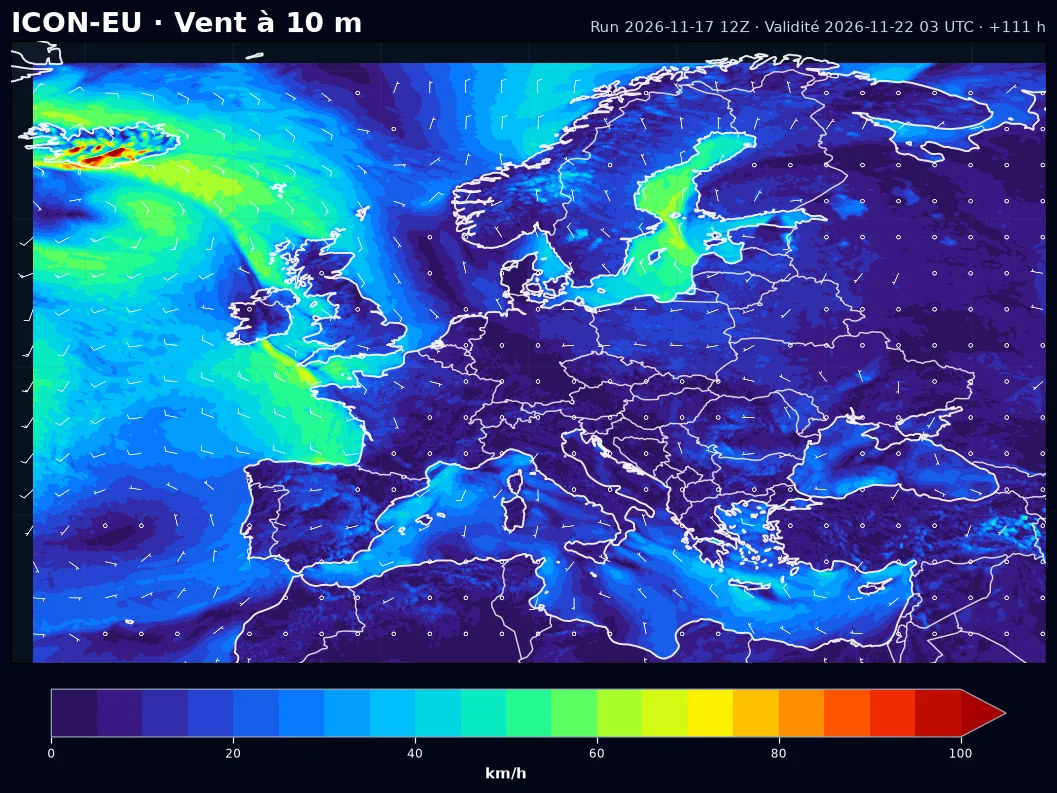 ICON-EU · Vent à 10 m
Run 2026-11-17 12Z · Validité 2026-11-22 03 UTC · +111 h
0 20 40 60 80 100
km/h